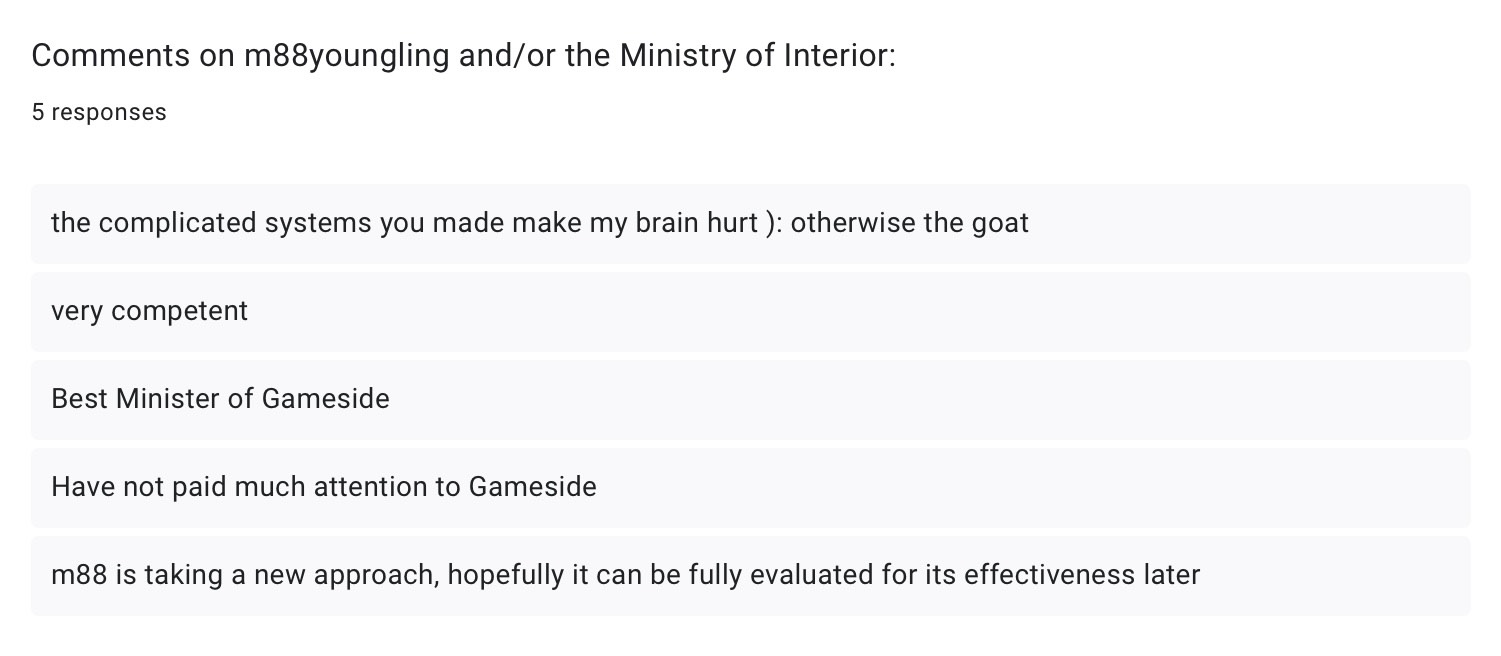 Comments on m88youngling and/or the Ministry of Interior:
5 responses
the complicated systems you made make my brain hurt ): otherwise the goat
very competent
Best Minister of Gameside
Have not paid much attention to Gameside
m88 is taking a new approach, hopefully it can be fully evaluated for its effectiveness later